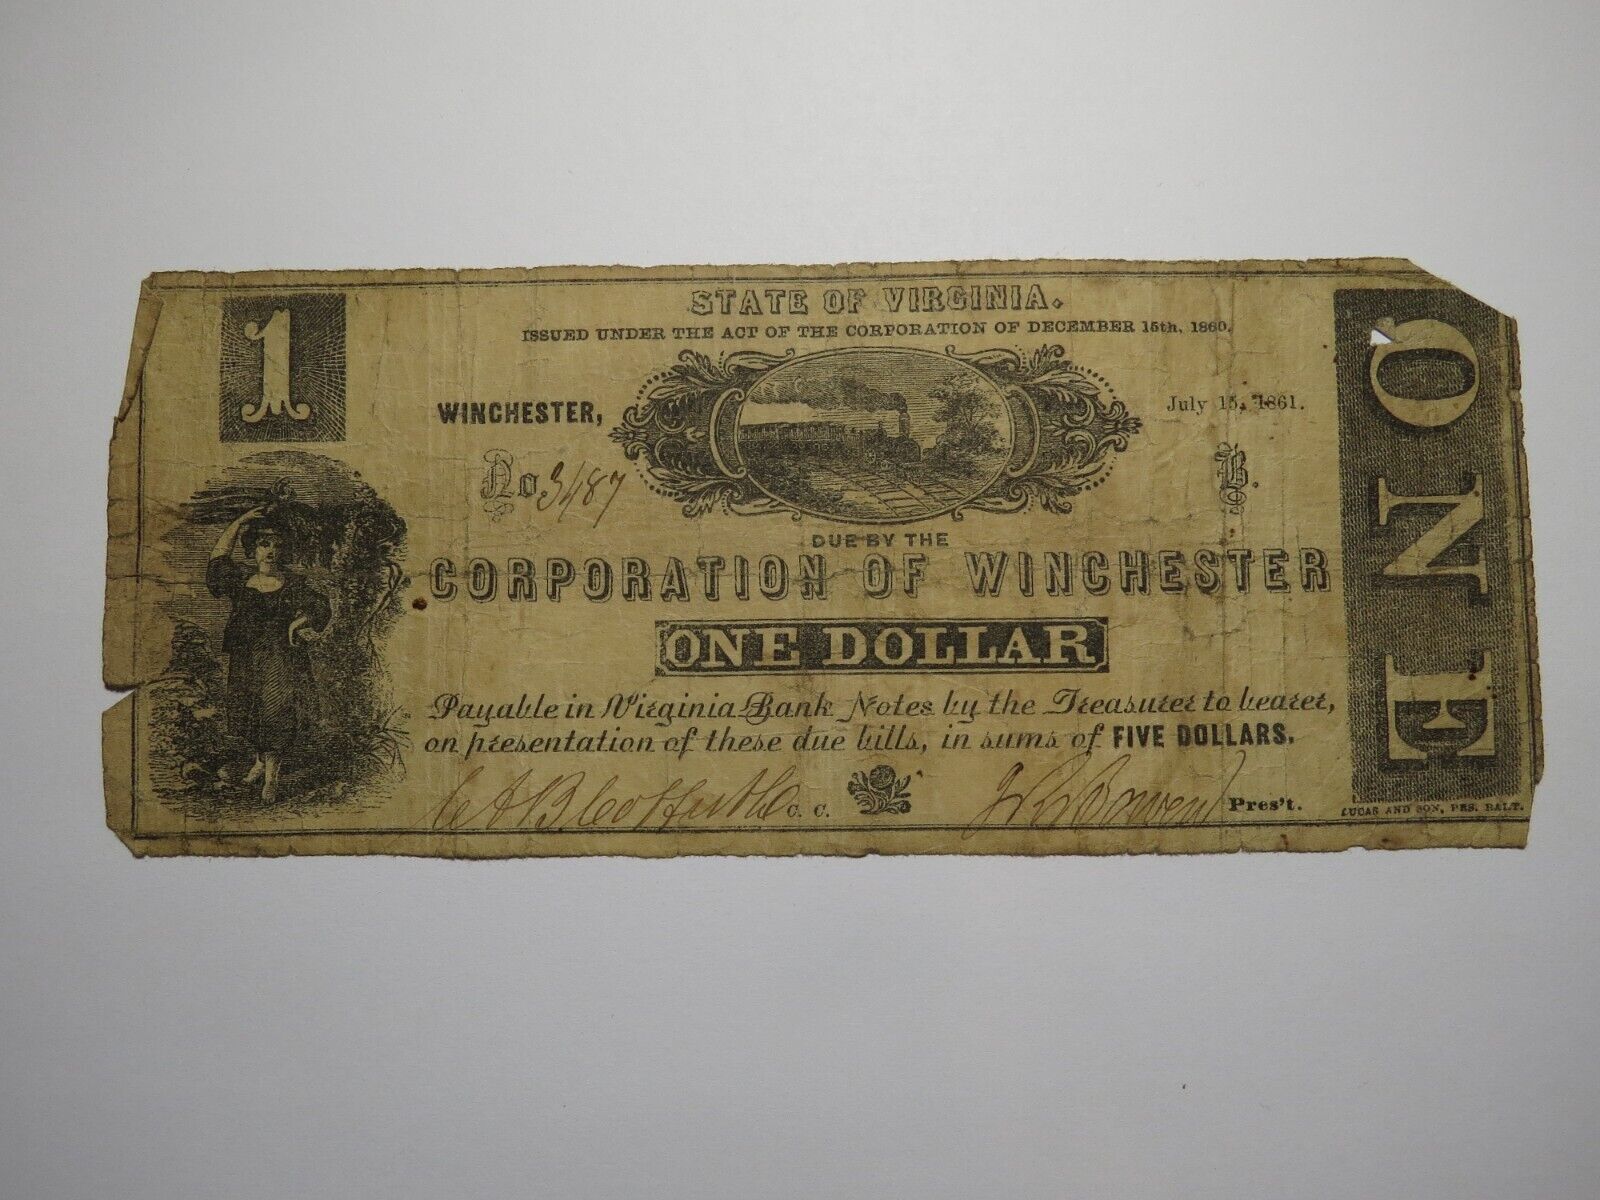 1
STATE OF VIRGINIA.
ISSUED UNDER THE ACT OF THE CORPORATION OF DECEMBER 15th, 1860.
WINCHESTER,
July 15, 1861.
No 3487
B.
DUE BY THE
CORPORATION OF WINCHESTER
ONE DOLLAR
Payable in Virginia Bank Notes by the Treasurer to bearer,
on presentation of these due bills, in sums of FIVE DOLLARS.
C. C.
Pres't.
ONE
LUCAS AND SON, PRS. BALT.